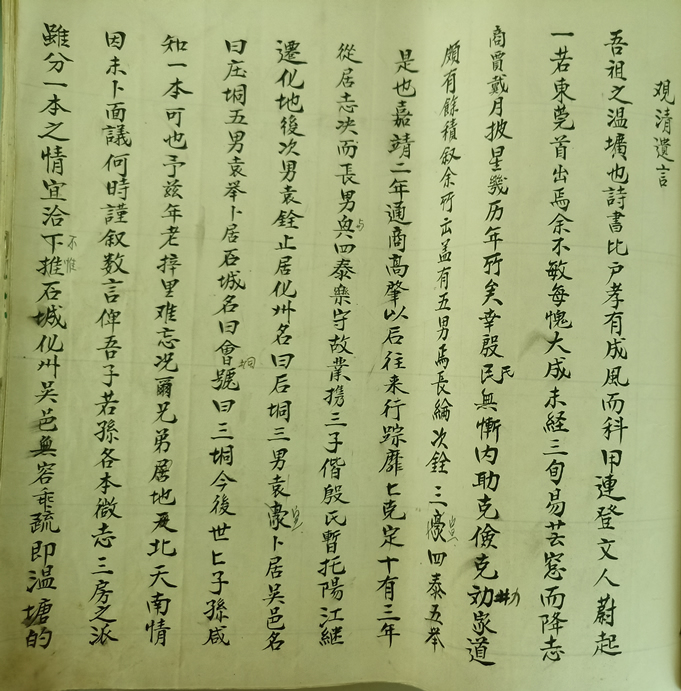 观清遗言
吾祖之温塘也詩書比户孝有成風而科甲連登文人蔚起
一若東莞首出焉余不敏每愧大成未経三旬易芸窓而降志
商賈戴月披星幾历年所矣幸殷民無慚内助克儉克効家道
頗有餘積叙余所出盖有五男焉長綸次銓三濠四泰五举
是也嘉靖二年通商高肇以后往来行踪靡匕克定十有三年
從居志决而長男與四泰樂守故業携三子偕殷氏暫托陽江継
遷化地後次男袁銓止居化州名曰后垌三男袁濠卜居吴邑名
曰庄垌五男袁举卜居石城名曰會號曰三垌今後世匕子孫咸
知一本可也予兹年老择里难忘况爾兄弟居地及北天南情
因未卜面議何時謹叙数言俾吾子若孫各本微志三房之派
雖分一本之情宜洽下推石城化州吴邑無容乖疏即温塘的